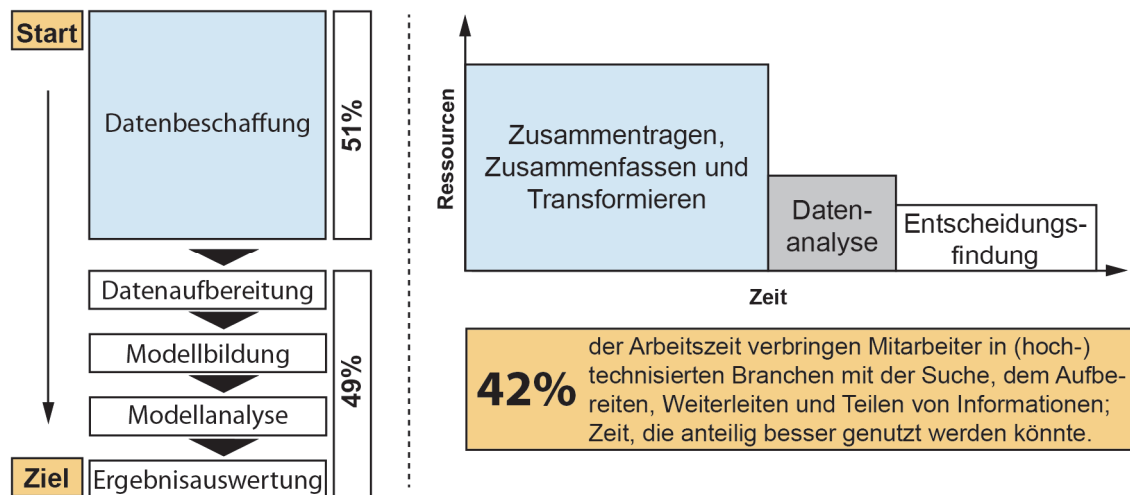 Start
Datenbeschaffung
51%
Datenaufbereitung
Modellbildung
Modellanalyse
Ergebnisauswertung
49%
Ziel
Ressourcen
Zusammentragen,
Zusammenfassen und
Transformieren
Daten-
analyse
Entscheidungs-
findung
Zeit
42%
der Arbeitszeit verbringen Mitarbeiter in (hoch-)
technisierten Branchen mit der Suche, dem Aufbe-
reiten, Weiterleiten und Teilen von Informationen;
Zeit, die anteilig besser genutzt werden könnte.